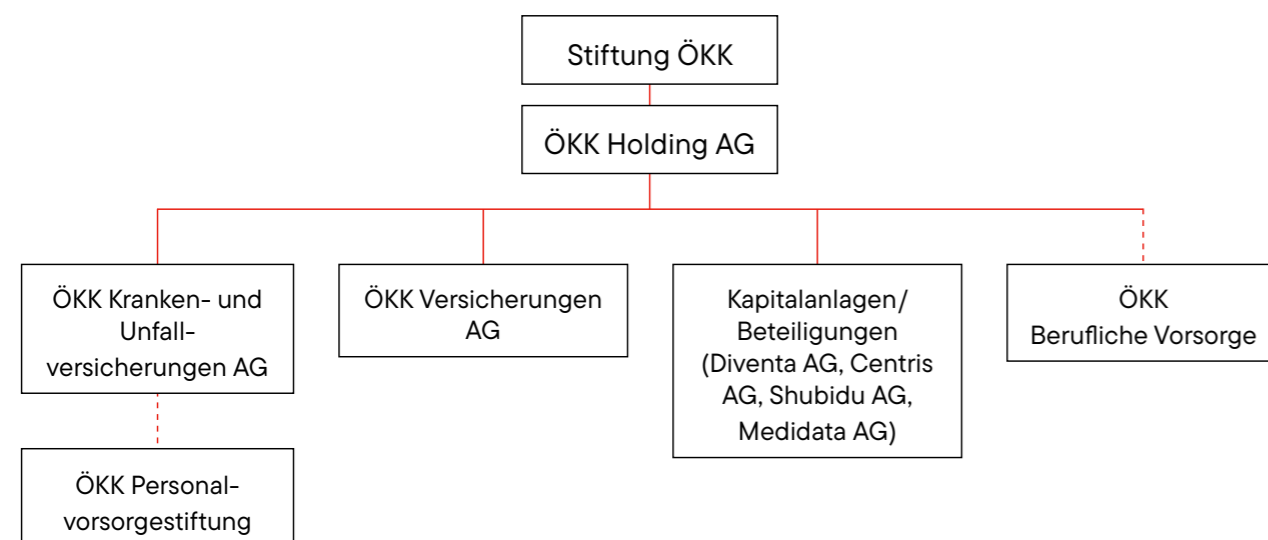 Stiftung ÖKK
ÖKK Holding AG
ÖKK Kranken- und
Unfall-
versicherungen AG
ÖKK Versicherungen
AG
Kapitalanlagen/
Beteiligungen
(Diventa AG, Centris
AG, Shubidu AG,
Medidata AG)
ÖKK
Berufliche Vorsorge
ÖKK Personal-
vorsorgestiftung